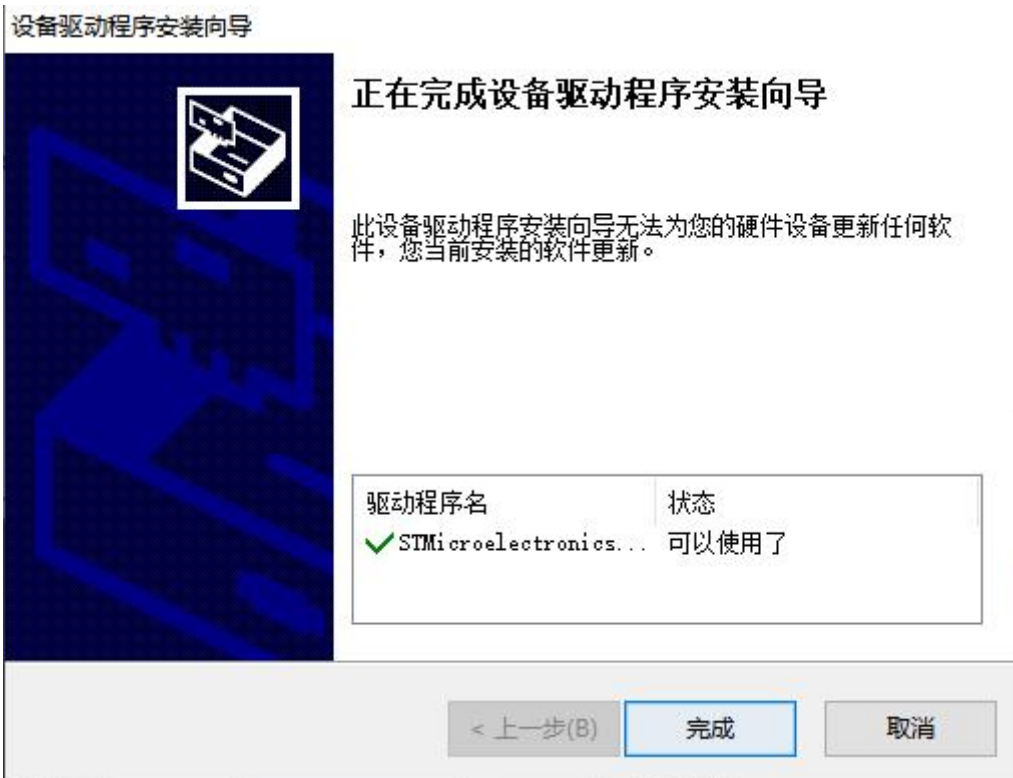 设备驱动程序安装向导
正在完成设备驱动程序安装向导
此设备驱动程序安装向导无法为您的硬件设备更新任何软
件，您当前安装的软件更新。
驱动程序名 状态
STMicroelectronics... 可以使用了
< 上一步(B) 完成 取消